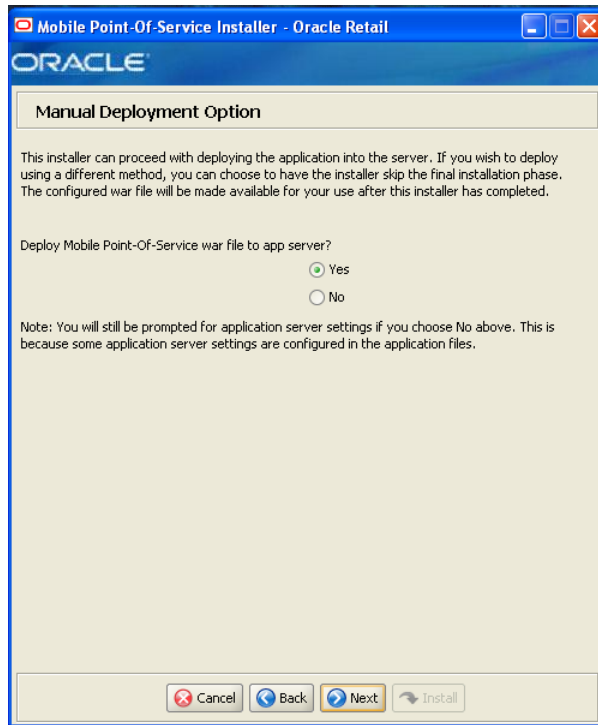 Mobile Point-Of-Service Installer - Oracle Retail
ORACLE
Manual Deployment Option
This installer can proceed with deploying the application into the server. If you wish to deploy
using a different method, you can choose to have the installer skip the final installation phase.
The configured war file will be made available for your use after this installer has completed.
Deploy Mobile Point-Of-Service war file to app server?
Yes
No
Note: You will still be prompted for application server settings if you choose No above. This is
because some application server settings are configured in the application files.
Cancel Back Next Install